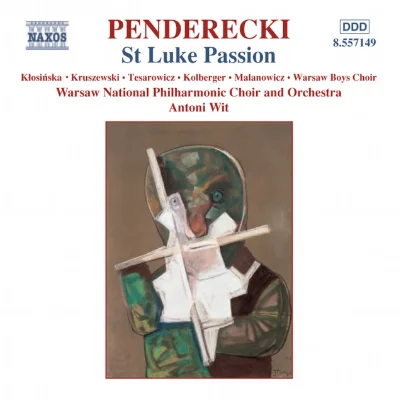 NAXOS
DDD
8.557149
PENDERECKI
St Luke Passion
Kłosińska • Kruszewski • Tesarowicz • Kolberger • Malanowicz • Warsaw Boys Choir
Warsaw National Philharmonic Choir and Orchestra
Antoni Wit